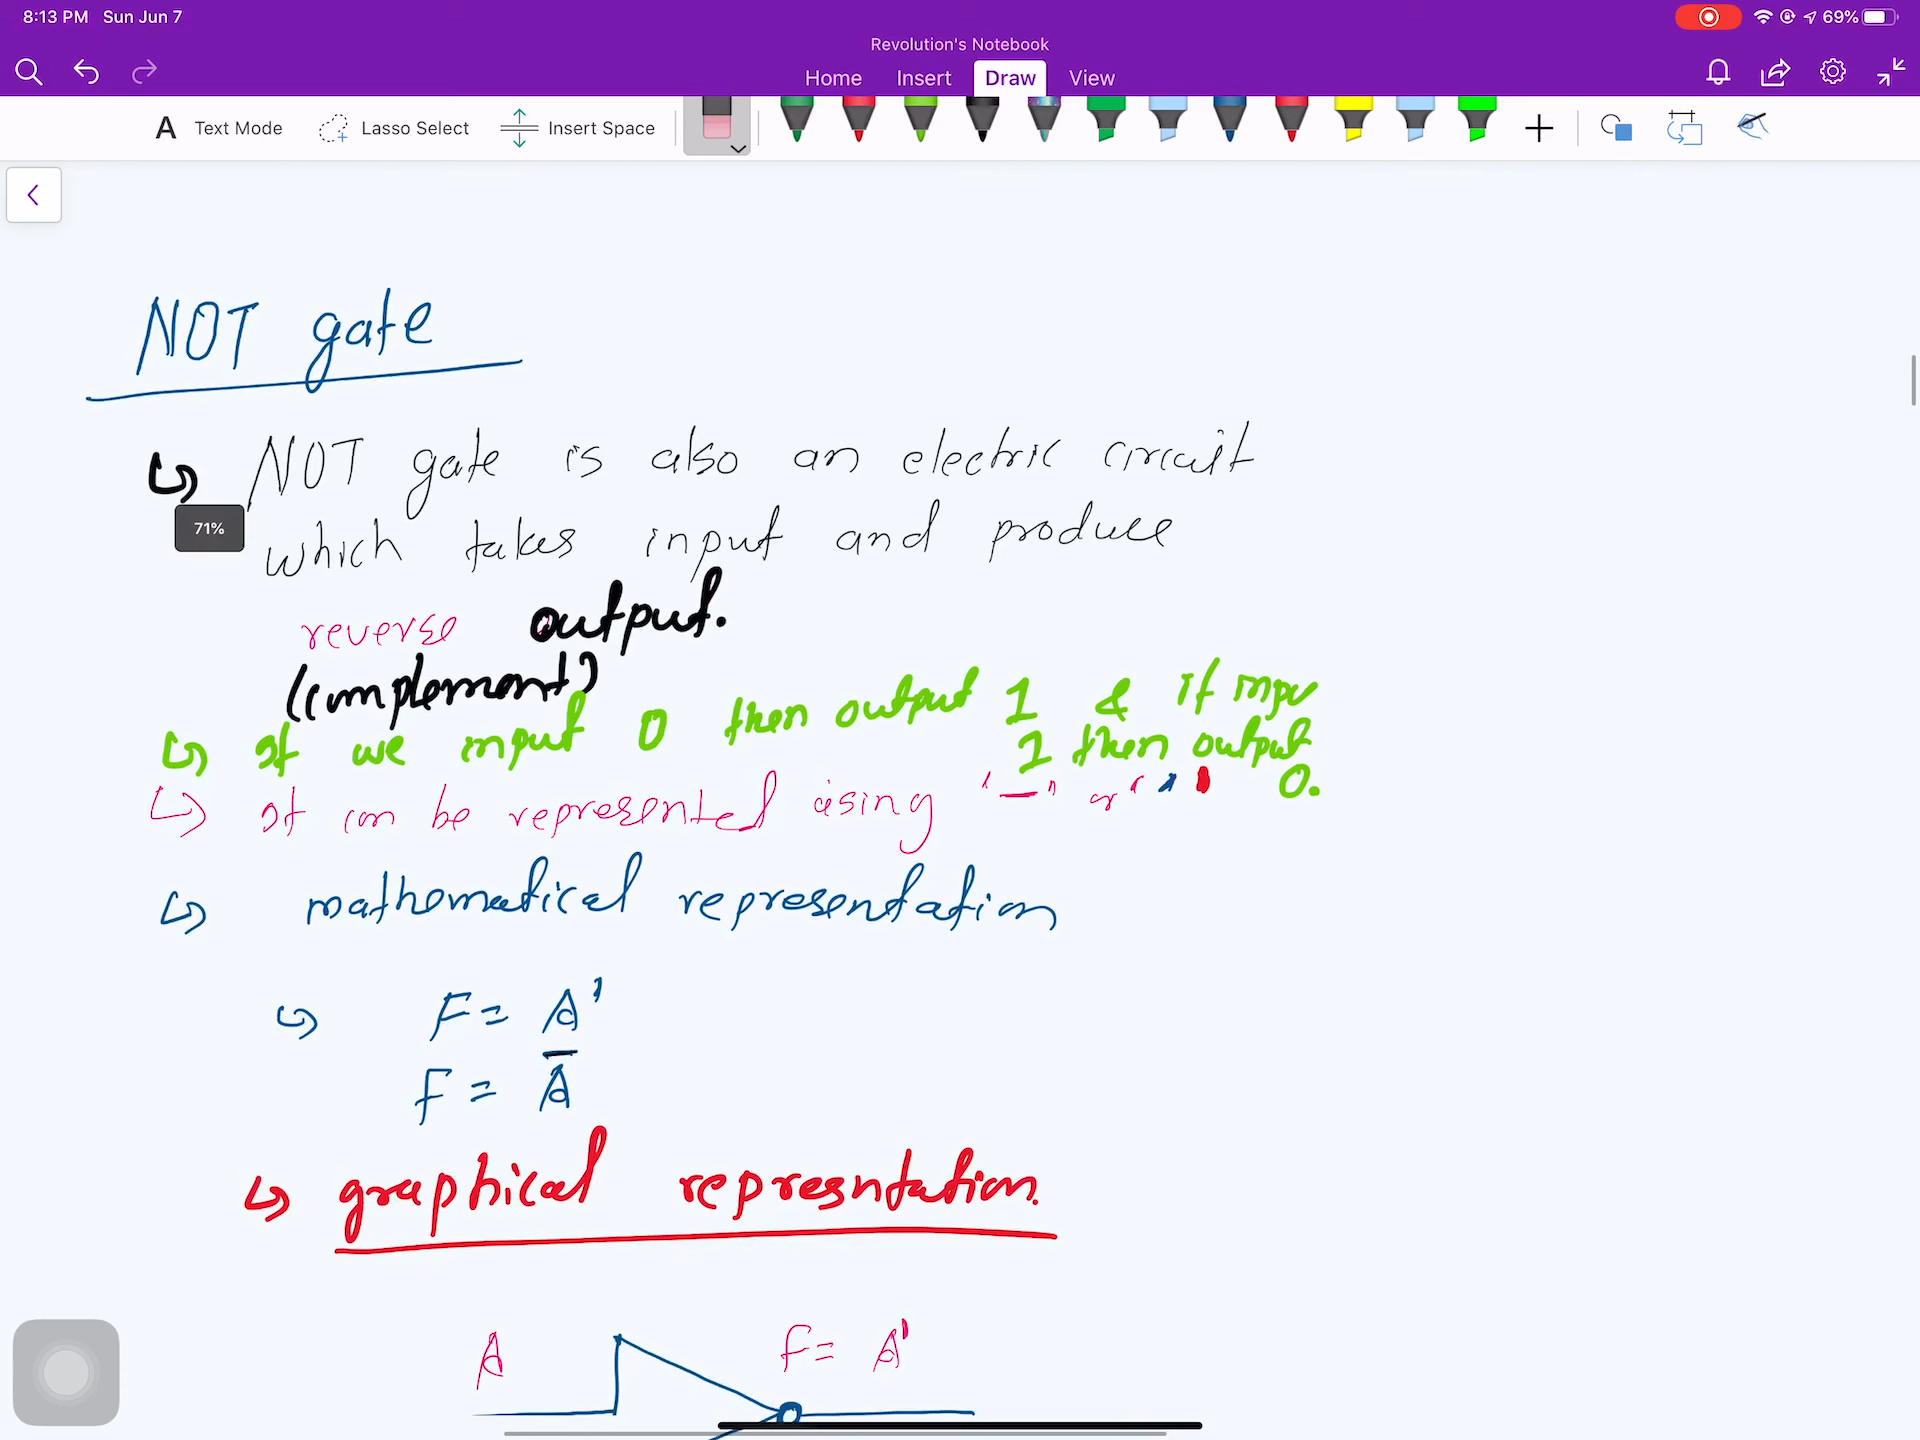 8:13 PM Sun Jun 7
69%
Revolution's Notebook
Home Insert Draw View
A Text Mode Lasso Select Insert Space
NOT gate
NOT gate is also an electric circuit
71%
which takes input and produce
reverse output.
(complement)
If we input 0 then output 1 & if inpu
1 then output
0.
It can be represented using '—' or ' '
mathematical representation
F = A'
F = A̅
graphical represntation.
A F = A'